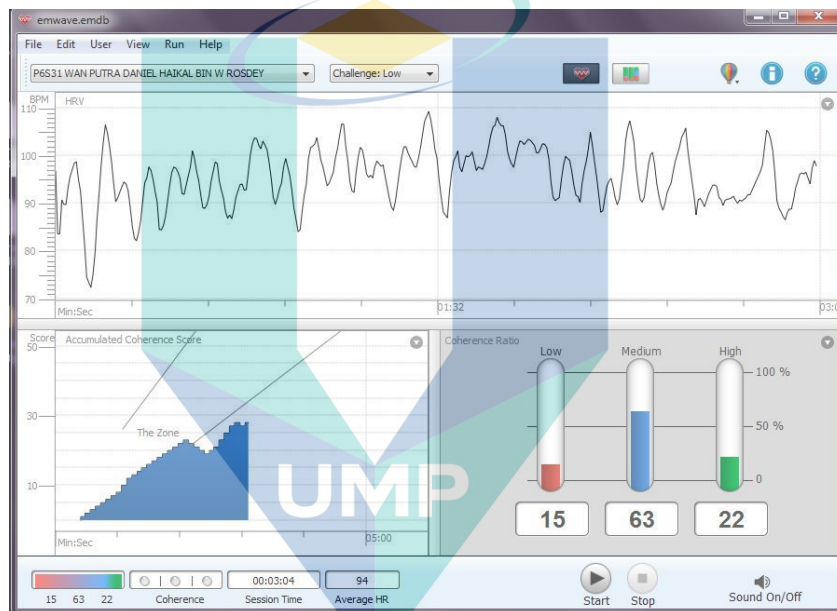 emwave.emdb
File Edit User View Run Help
P6S31 WAN PUTRA DANIEL HAIKAL BIN W ROSDEY Challenge: Low
BPM HRV
110
100
90
80
70
Min:Sec 01:32 03:0
Score Accumulated Coherence Score
50
30
The Zone
10
Min:Sec 05:00
Coherence Ratio
Low Medium High
100 %
50 %
0
15 63 22
UMP
15 63 22 Coherence 00:03:04 Session Time 94 Average HR
Start Stop Sound On/Off